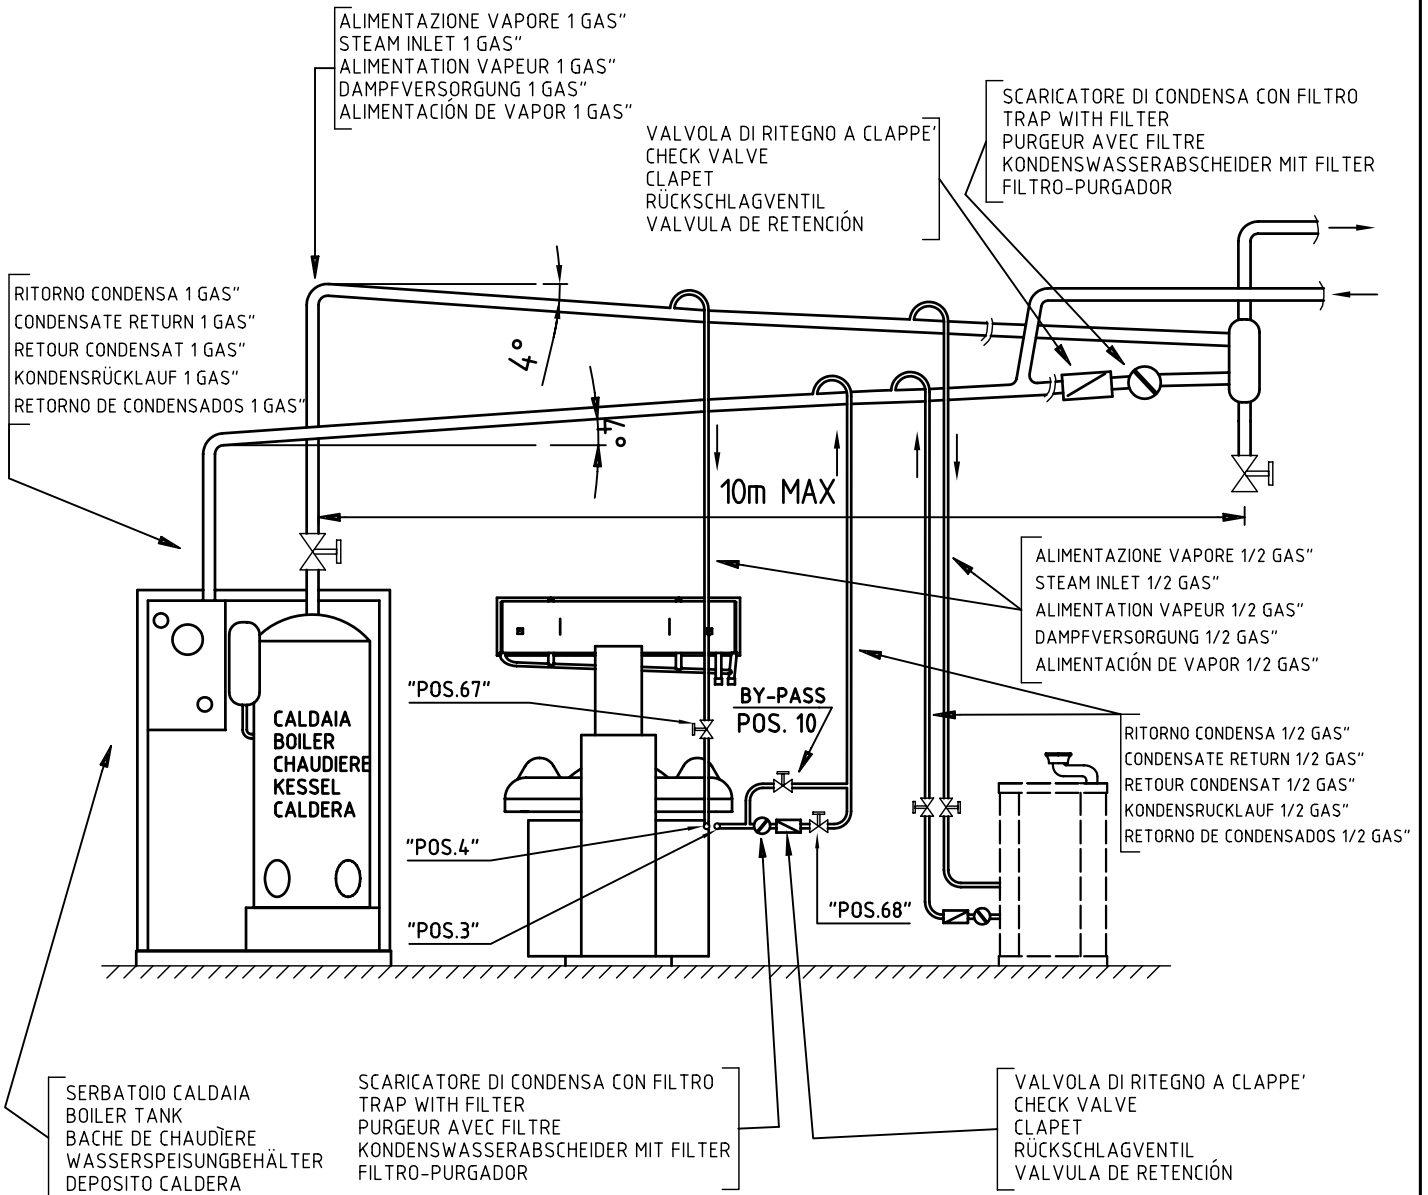 ALIMENTAZIONE VAPORE 1 GAS"
STEAM INLET 1 GAS"
ALIMENTATION VAPEUR 1 GAS"
DAMPFVERSORGUNG 1 GAS"
ALIMENTACIÓN DE VAPOR 1 GAS"
VALVOLA DI RITEGNO A CLAPPE'
CHECK VALVE
CLAPET
RÜCKSCHLAGVENTIL
VALVULA DE RETENCIÓN
SCARICATORE DI CONDENSA CON FILTRO
TRAP WITH FILTER
PURGEUR AVEC FILTRE
KONDENSWASSERABSCHEIDER MIT FILTER
FILTRO-PURGADOR
RITORNO CONDENSA 1 GAS"
CONDENSATE RETURN 1 GAS"
RETOUR CONDENSAT 1 GAS"
KONDENSRÜCKLAUF 1 GAS"
RETORNO DE CONDENSADOS 1 GAS"
4°
4°
10m MAX
ALIMENTAZIONE VAPORE 1/2 GAS"
STEAM INLET 1/2 GAS"
ALIMENTATION VAPEUR 1/2 GAS"
DAMPFVERSORGUNG 1/2 GAS"
ALIMENTACIÓN DE VAPOR 1/2 GAS"
"POS.67"
BY-PASS
POS. 10
CALDAIA
BOILER
CHAUDIERE
KESSEL
CALDERA
RITORNO CONDENSA 1/2 GAS"
CONDENSATE RETURN 1/2 GAS"
RETOUR CONDENSAT 1/2 GAS"
KONDENSRUCKLAUF 1/2 GAS"
RETORNO DE CONDENSADOS 1/2 GAS"
"POS.4"
"POS.3"
"POS.68"
SERBATOIO CALDAIA
BOILER TANK
BACHE DE CHAUDÌERE
WASSERSPEISUNGBEHÄLTER
DEPOSITO CALDERA
SCARICATORE DI CONDENSA CON FILTRO
TRAP WITH FILTER
PURGEUR AVEC FILTRE
KONDENSWASSERABSCHEIDER MIT FILTER
FILTRO-PURGADOR
VALVOLA DI RITEGNO A CLAPPE'
CHECK VALVE
CLAPET
RÜCKSCHLAGVENTIL
VALVULA DE RETENCIÓN